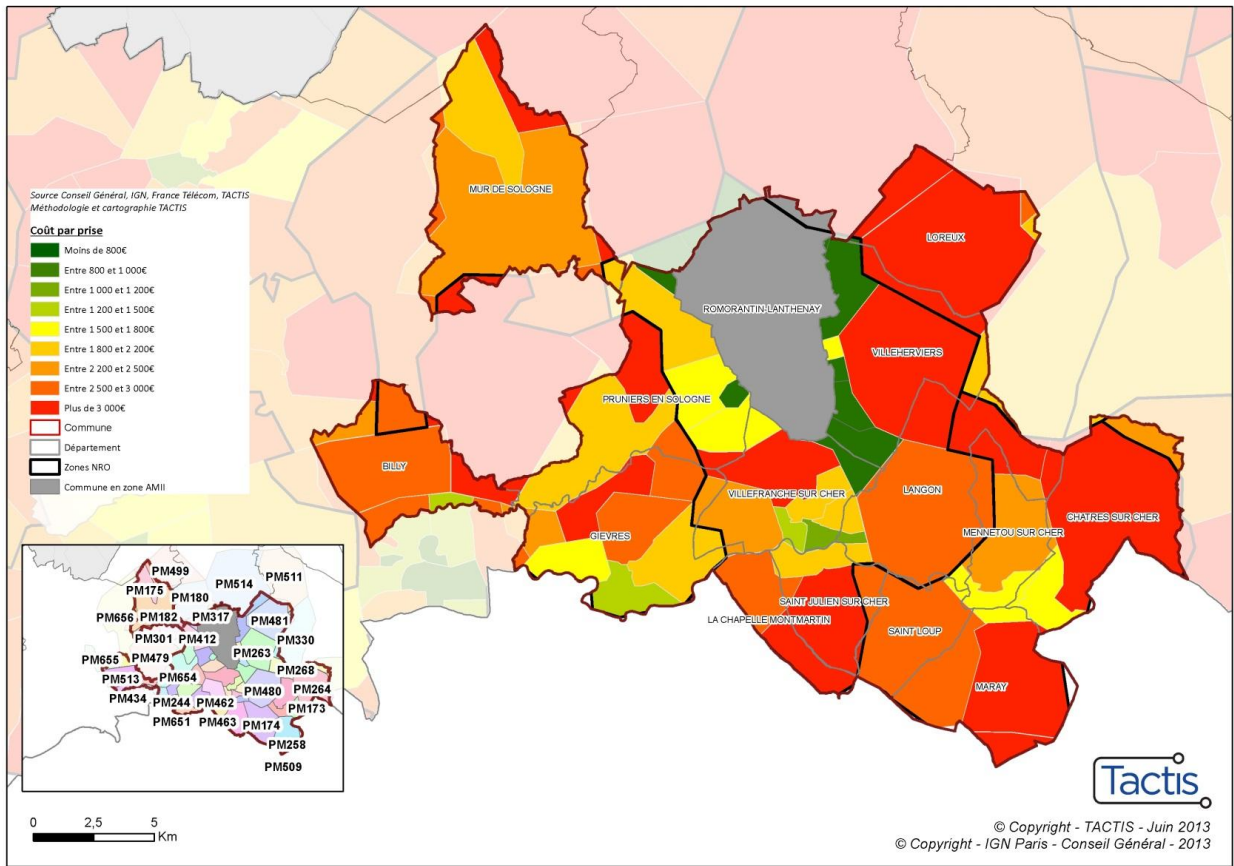 Source Conseil Général, IGN, France Télécom, TACTIS
Méthodologie et cartographie TACTIS
Coût par prise
Moins de 800€
Entre 800 et 1 000€
Entre 1 000 et 1 200€
Entre 1 200 et 1 500€
Entre 1 500 et 1 800€
Entre 1 800 et 2 200€
Entre 2 200 et 2 500€
Entre 2 500 et 3 000€
Plus de 3 000€
Commune
Département
Zones NRO
Commune en zone AMII
MUR DE SOLOGNE
LOREUX
ROMORANTIN-LANTHENAY
VILLEHERVIERS
PRUNIERS EN SOLOGNE
BILLY
VILLEFRANCHE SUR CHER
LANGON
CHATRES SUR CHER
GIEVRES
MENNETOU SUR CHER
SAINT JULIEN SUR CHER
LA CHAPELLE MONTMARTIN
SAINT LOUP
MARAY
PM499
PM511
PM514
PM175
PM180
PM656
PM182
PM317
PM481
PM301
PM412
PM330
PM263
PM655
PM479
PM268
PM513
PM654
PM264
PM434
PM244
PM462
PM480
PM173
PM651
PM463
PM174
PM258
PM509
0 2,5 5
Km
Tactis
© Copyright - TACTIS - Juin 2013
© Copyright - IGN Paris - Conseil Général - 2013